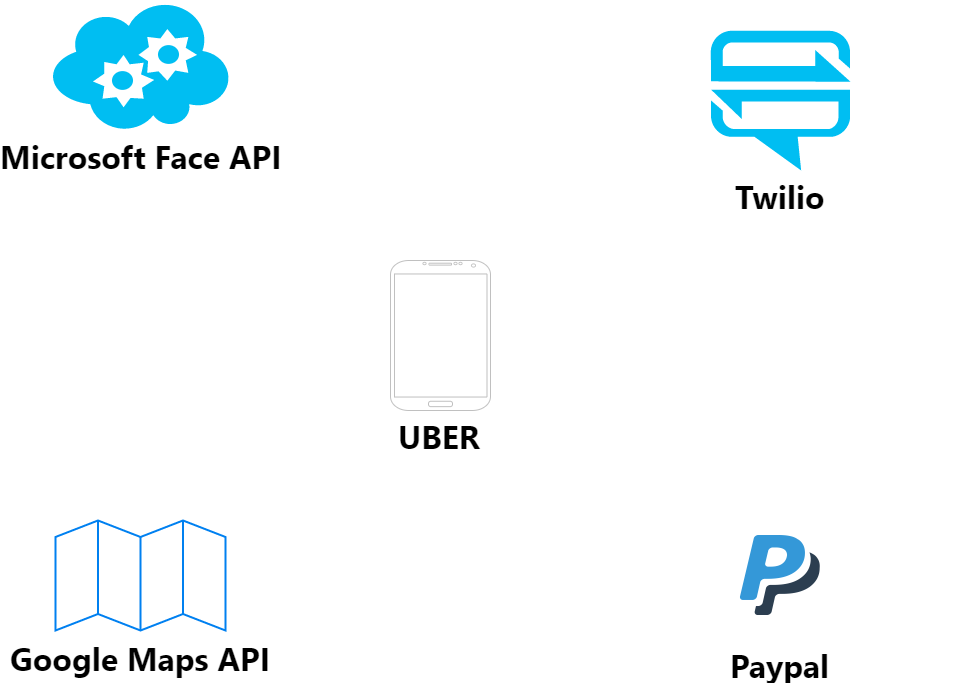 Microsoft Face API
Twilio
UBER
Google Maps API
Paypal